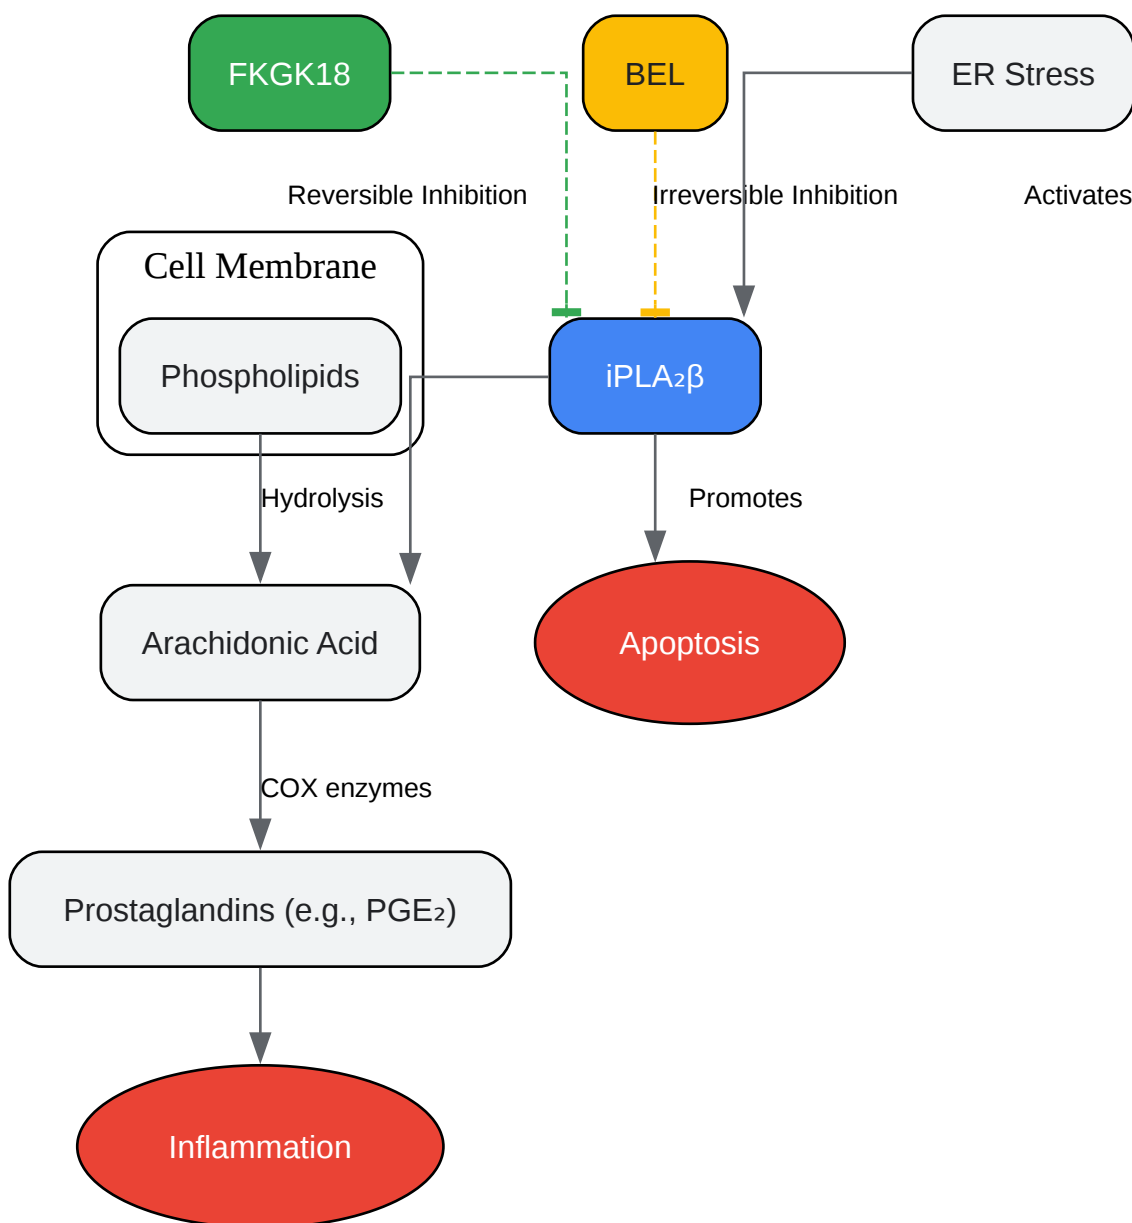 FKGK18
BEL
ER Stress
Reversible Inhibition
Irreversible Inhibition
Activates
Cell Membrane
Phospholipids
iPLA₂β
Hydrolysis
Promotes
Arachidonic Acid
Apoptosis
COX enzymes
Prostaglandins (e.g., PGE₂)
Inflammation